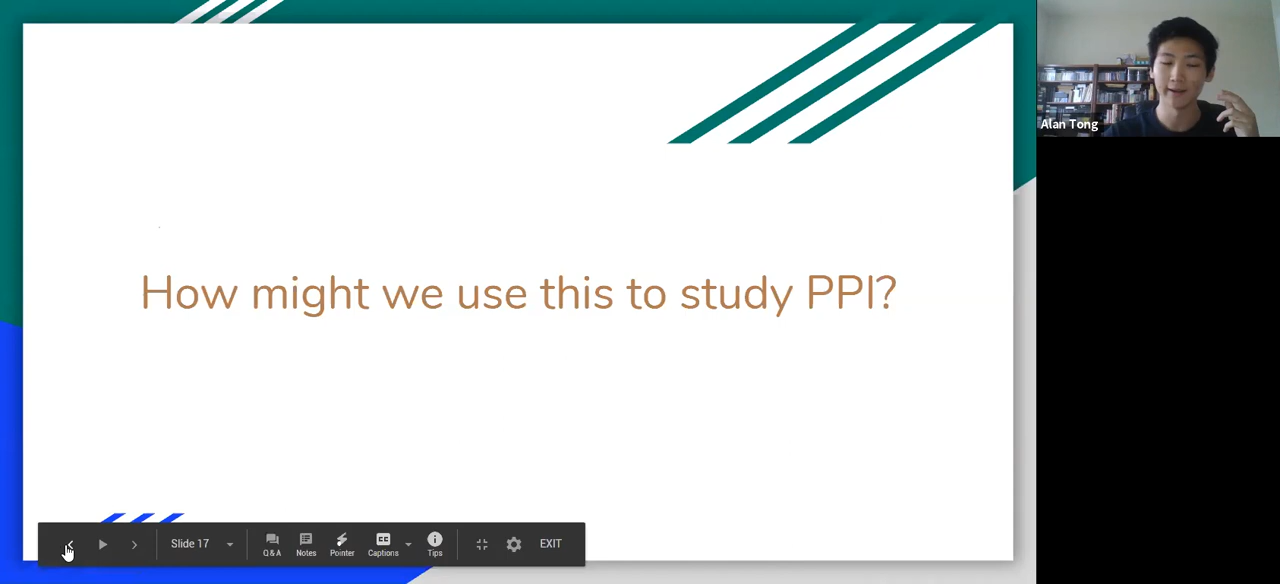 Alan Tong
How might we use this to study PPI?
Slide 17
Q&A
Notes
Pointer
Captions
Tips
EXIT